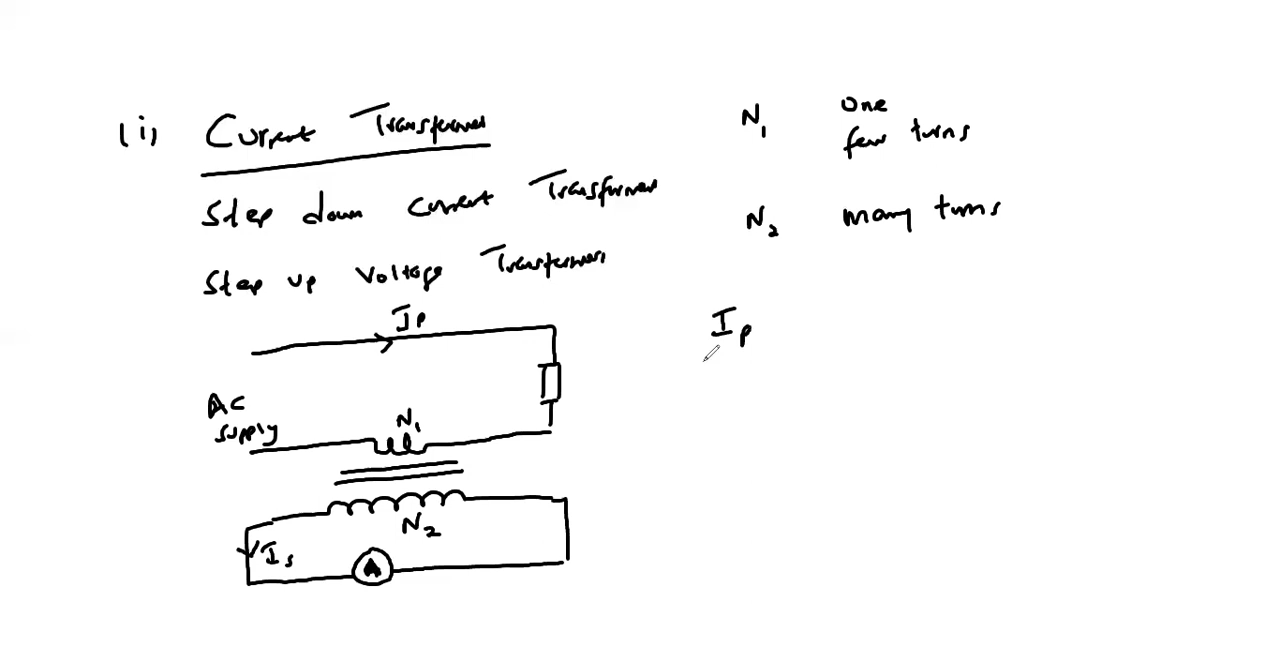 (ii) Current Transformer
Step down current Transformer
Step up Voltage Transformer
Ip
AC
supply
N1
N2
Is
A
N1 one
few turns
N2 many turns
Ip